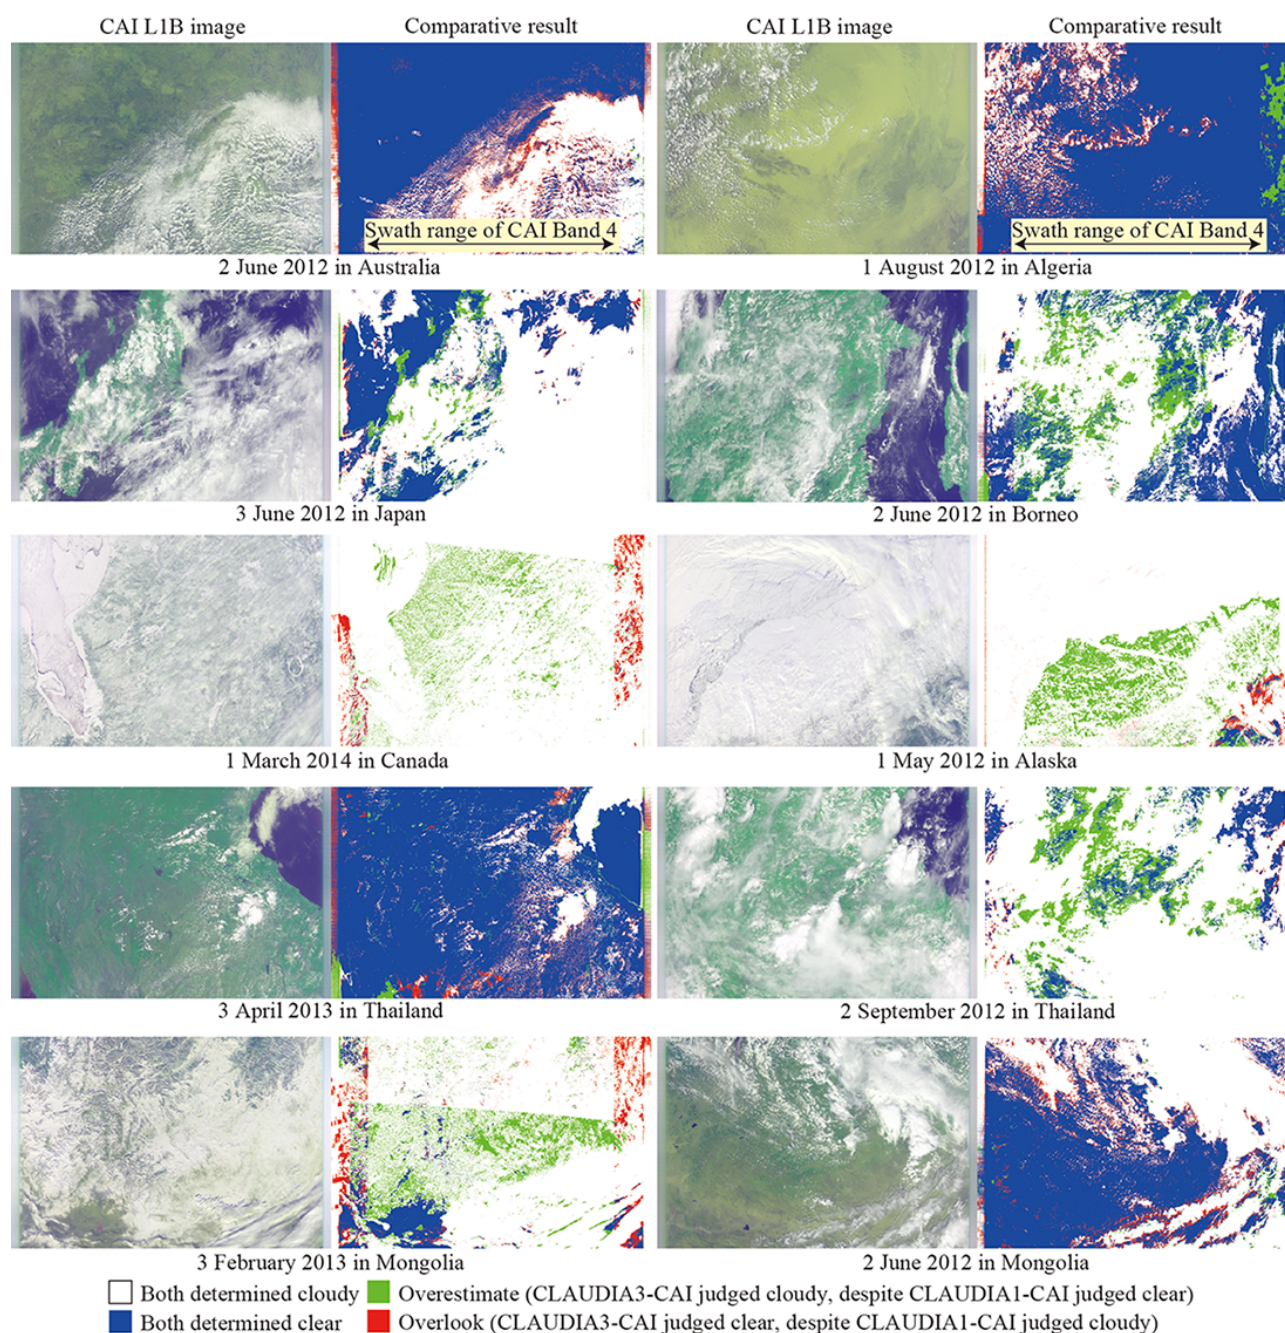 CAI L1B image Comparative result CAI L1B image Comparative result
Swath range of CAI Band 4 Swath range of CAI Band 4
2 June 2012 in Australia 1 August 2012 in Algeria
3 June 2012 in Japan 2 June 2012 in Borneo
1 March 2014 in Canada 1 May 2012 in Alaska
3 April 2013 in Thailand 2 September 2012 in Thailand
3 February 2013 in Mongolia 2 June 2012 in Mongolia
Both determined cloudy Overestimate (CLAUDIA3-CAI judged cloudy, despite CLAUDIA1-CAI judged clear)
Both determined clear Overlook (CLAUDIA3-CAI judged clear, despite CLAUDIA1-CAI judged cloudy)